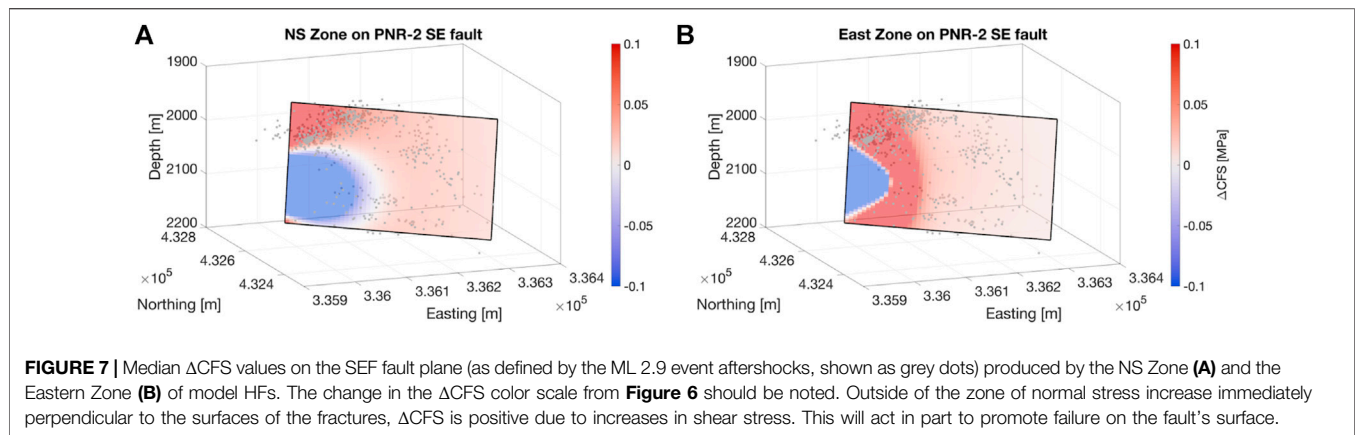 A
NS Zone on PNR-2 SE fault
1900
2000
2100
2200
Depth [m]
4.328
4.326
4.324
×10⁵
Northing [m]
3.359
3.36
3.361
3.362
3.363
3.364
×10⁵
Easting [m]
0.1
0.05
0
-0.05
-0.1
B
East Zone on PNR-2 SE fault
1900
2000
2100
2200
Depth [m]
4.328
4.326
4.324
×10⁵
Northing [m]
3.359
3.36
3.361
3.362
3.363
3.364
×10⁵
Easting [m]
0.1
0.05
0
-0.05
-0.1
ΔCFS [MPa]
FIGURE 7 | Median ΔCFS values on the SEF fault plane (as defined by the ML 2.9 event aftershocks, shown as grey dots) produced by the NS Zone (A) and the
Eastern Zone (B) of model HFs. The change in the ΔCFS color scale from Figure 6 should be noted. Outside of the zone of normal stress increase immediately
perpendicular to the surfaces of the fractures, ΔCFS is positive due to increases in shear stress. This will act in part to promote failure on the fault's surface.